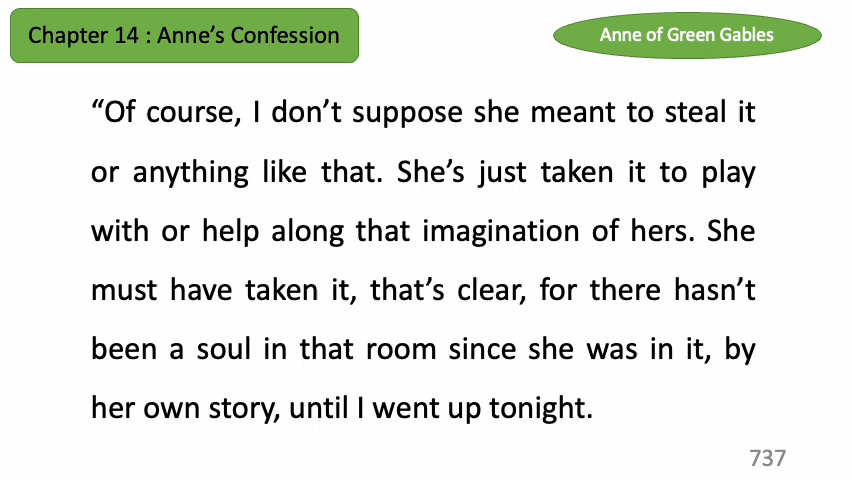 Chapter 14 : Anne’s Confession
Anne of Green Gables
“Of course, I don’t suppose she meant to steal it
or anything like that. She’s just taken it to play
with or help along that imagination of hers. She
must have taken it, that’s clear, for there hasn’t
been a soul in that room since she was in it, by
her own story, until I went up tonight.
737